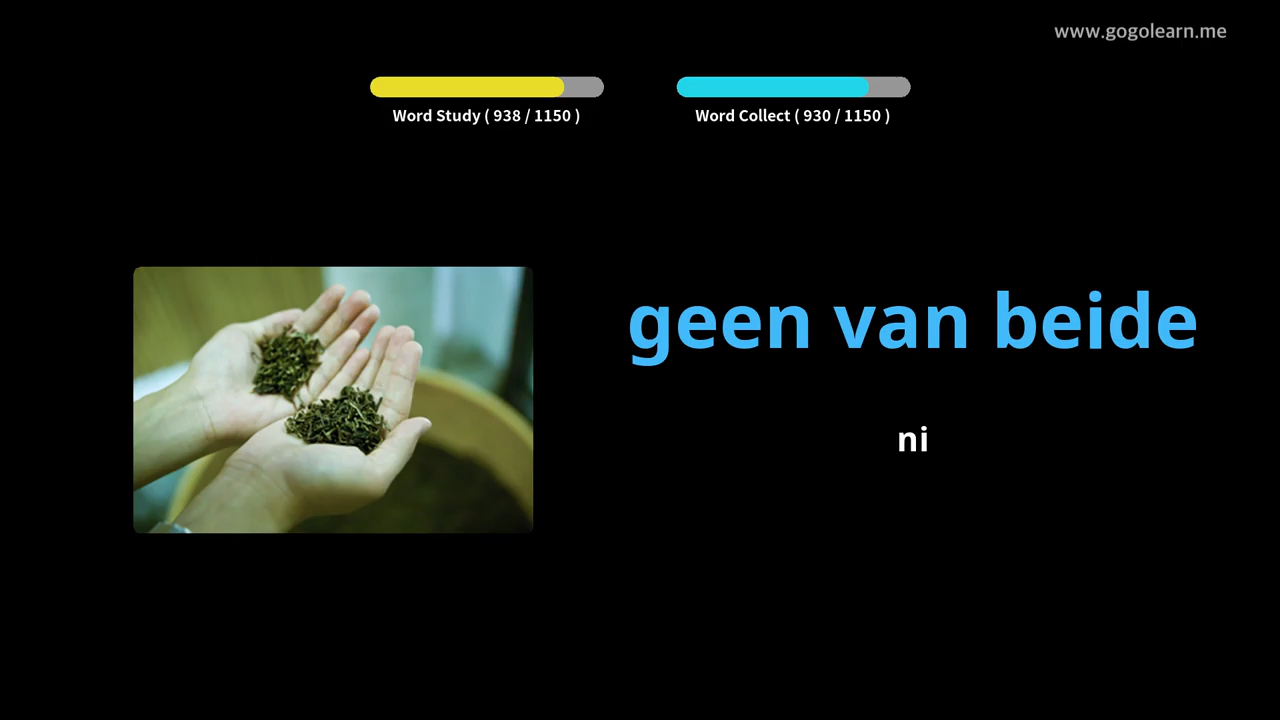 www.gogolearn.me
Word Study ( 938 / 1150 )
Word Collect ( 930 / 1150 )
geen van beide
ni